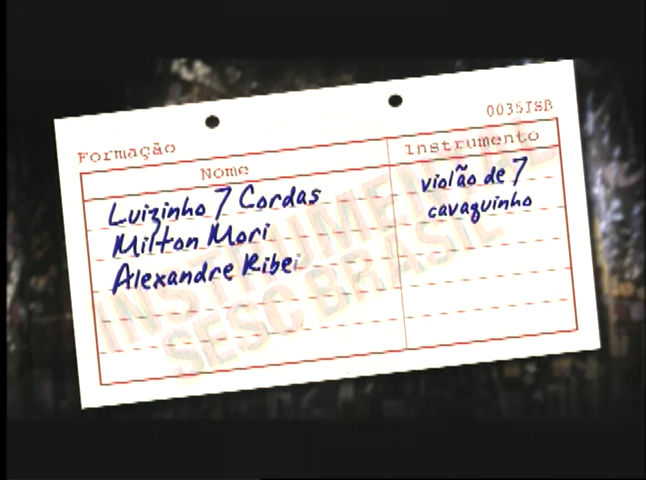 0035ISB
Formação
Nome Instrumento
Luizinho 7 Cordas violão de 7
Milton Mori cavaquinho
Alexandre Ribei
INSTRUMENTAL
SESC BRASIL